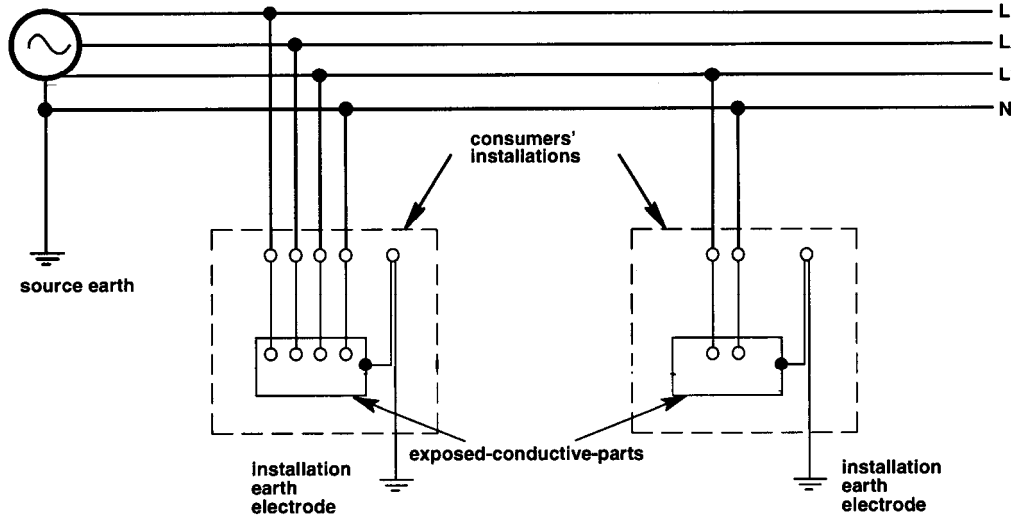 L
L
L
N
consumers'
installations
source earth
exposed-conductive-parts
installation
earth
electrode
installation
earth
electrode